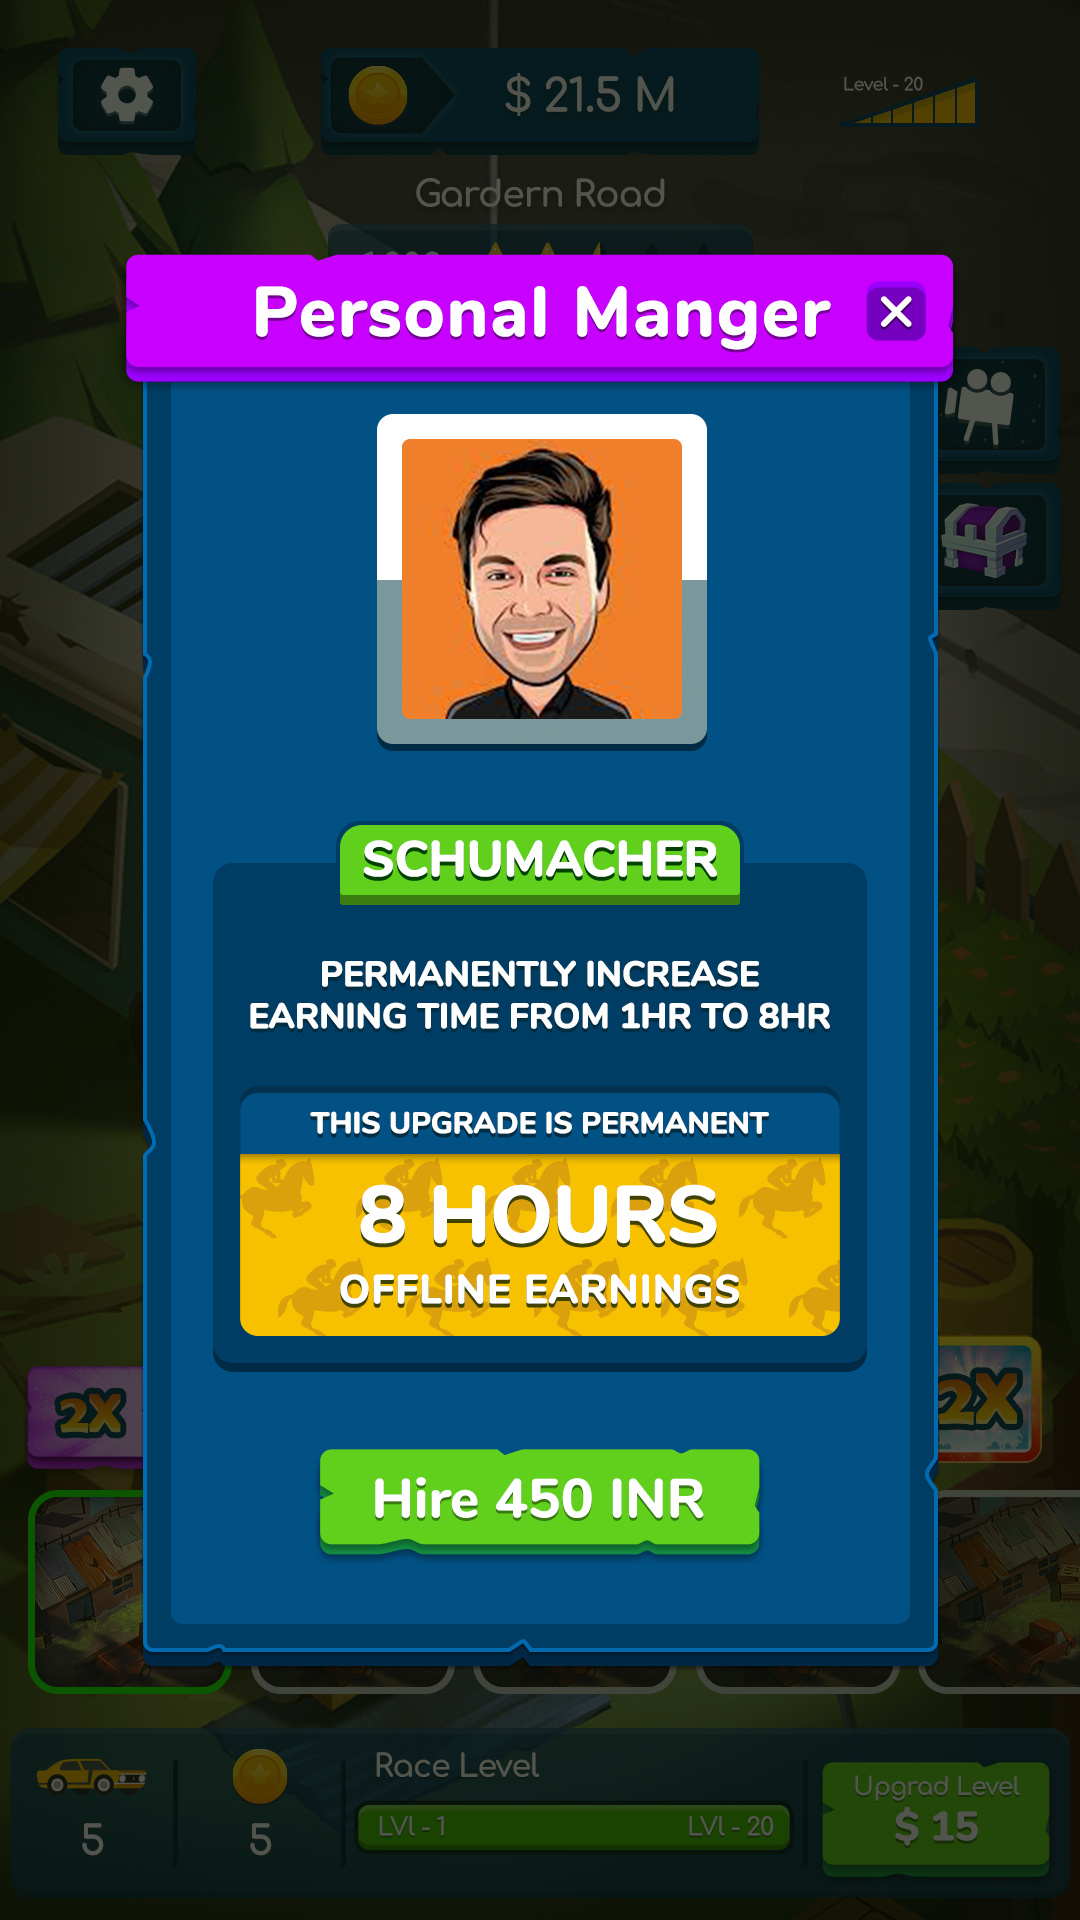 $ 21.5 M
Level - 20
Gardern Road
Personal Manger
SCHUMACHER
PERMANENTLY INCREASE
EARNING TIME FROM 1HR TO 8HR
THIS UPGRADE IS PERMANENT
8 HOURS
OFFLINE EARNINGS
2X
2X
Hire 450 INR
Race Level
5
5
LVl - 1
LVl - 20
Upgrad Level
$ 15